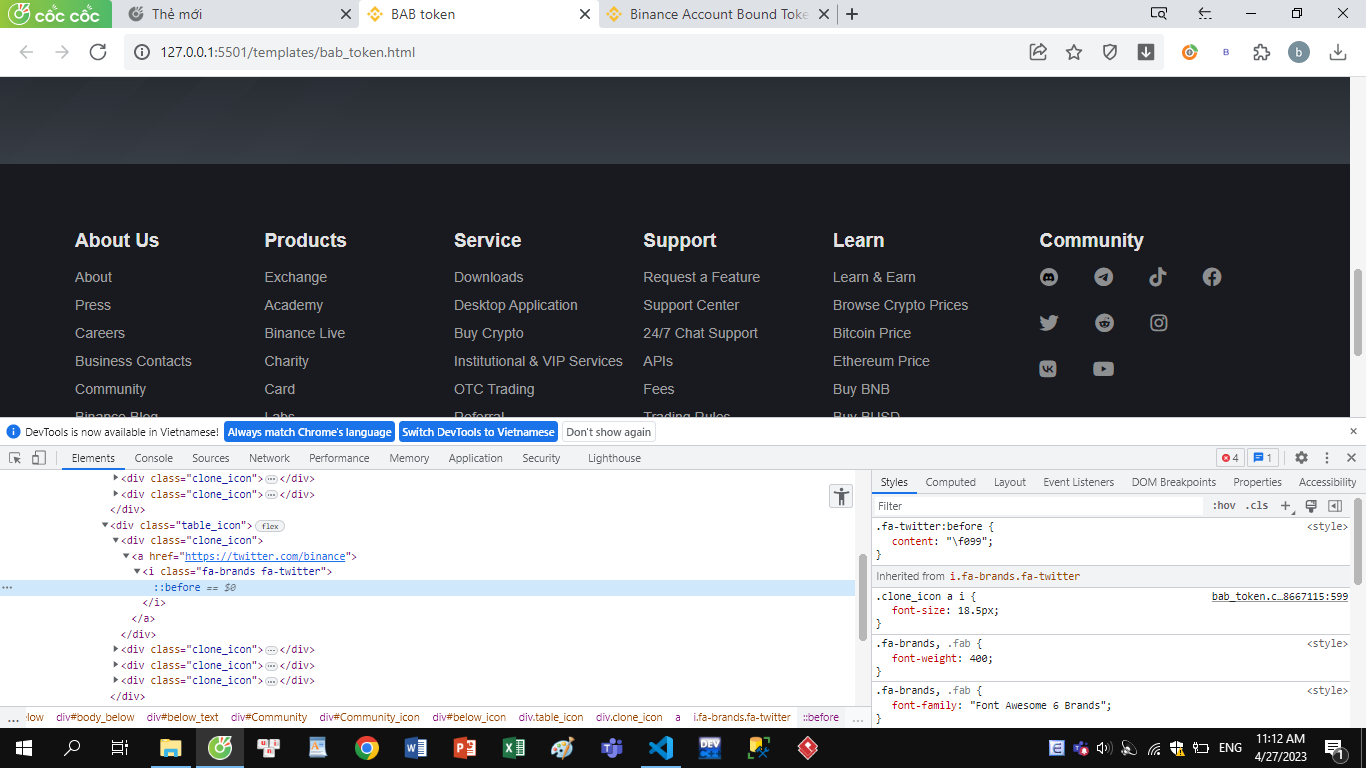 cốc cốc
Thẻ mới
BAB token
Binance Account Bound Toke
127.0.0.1:5501/templates/bab_token.html
B
b
About Us Products Service Support Learn Community
About Exchange Downloads Request a Feature Learn & Earn
Press Academy Desktop Application Support Center Browse Crypto Prices
Careers Binance Live Buy Crypto 24/7 Chat Support Bitcoin Price
Business Contacts Charity Institutional & VIP Services APIs Ethereum Price
Community Card OTC Trading Fees Buy BNB
Binance Blog Labs Referral Trading Rules Buy BUSD
DevTools is now available in Vietnamese! Always match Chrome's language Switch DevTools to Vietnamese Don't show again
Elements Console Sources Network Performance Memory Application Security Lighthouse 4 1
<div class="clone_icon">…</div>
<div class="clone_icon">…</div>
</div>
<div class="table_icon"> flex
<div class="clone_icon">
<a href="https://twitter.com/binance">
<i class="fa-brands fa-twitter">
… ::before == $0
</i>
</a>
</div>
<div class="clone_icon">…</div>
<div class="clone_icon">…</div>
<div class="clone_icon">…</div>
</div>
… low div#body_below div#below_text div#Community div#Community_icon div#below_icon div.table_icon div.clone_icon a i.fa-brands.fa-twitter ::before …
Styles Computed Layout Event Listeners DOM Breakpoints Properties Accessibility
Filter :hov .cls +
.fa-twitter:before { <style>
content: "\f099";
}
Inherited from i.fa-brands.fa-twitter
.clone_icon a i { bab_token.c…8667115:599
font-size: 18.5px;
}
.fa-brands, .fab { <style>
font-weight: 400;
}
.fa-brands, .fab { <style>
font-family: "Font Awesome 6 Brands";
}
DEV
ENG
11:12 AM
4/27/2023
1